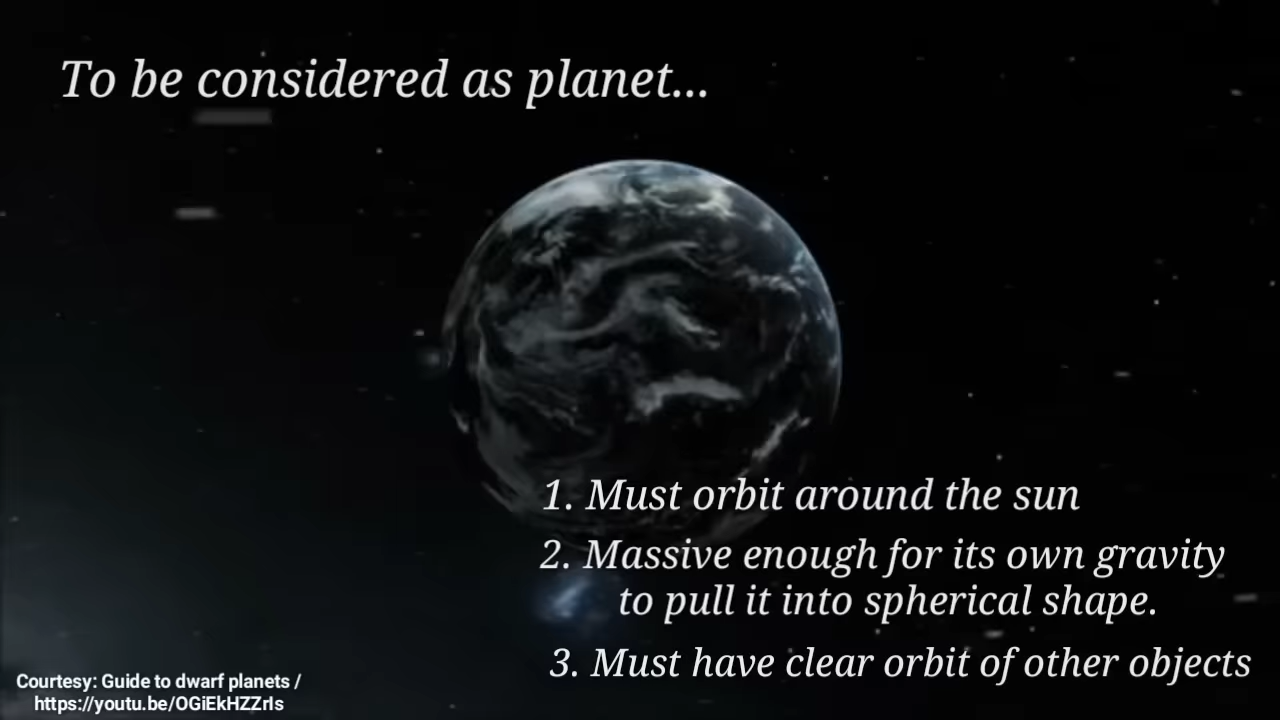 To be considered as planet...
1. Must orbit around the sun
2. Massive enough for its own gravity
to pull it into spherical shape.
3. Must have clear orbit of other objects
Courtesy: Guide to dwarf planets /
https://youtu.be/OGiEkHZZrIs